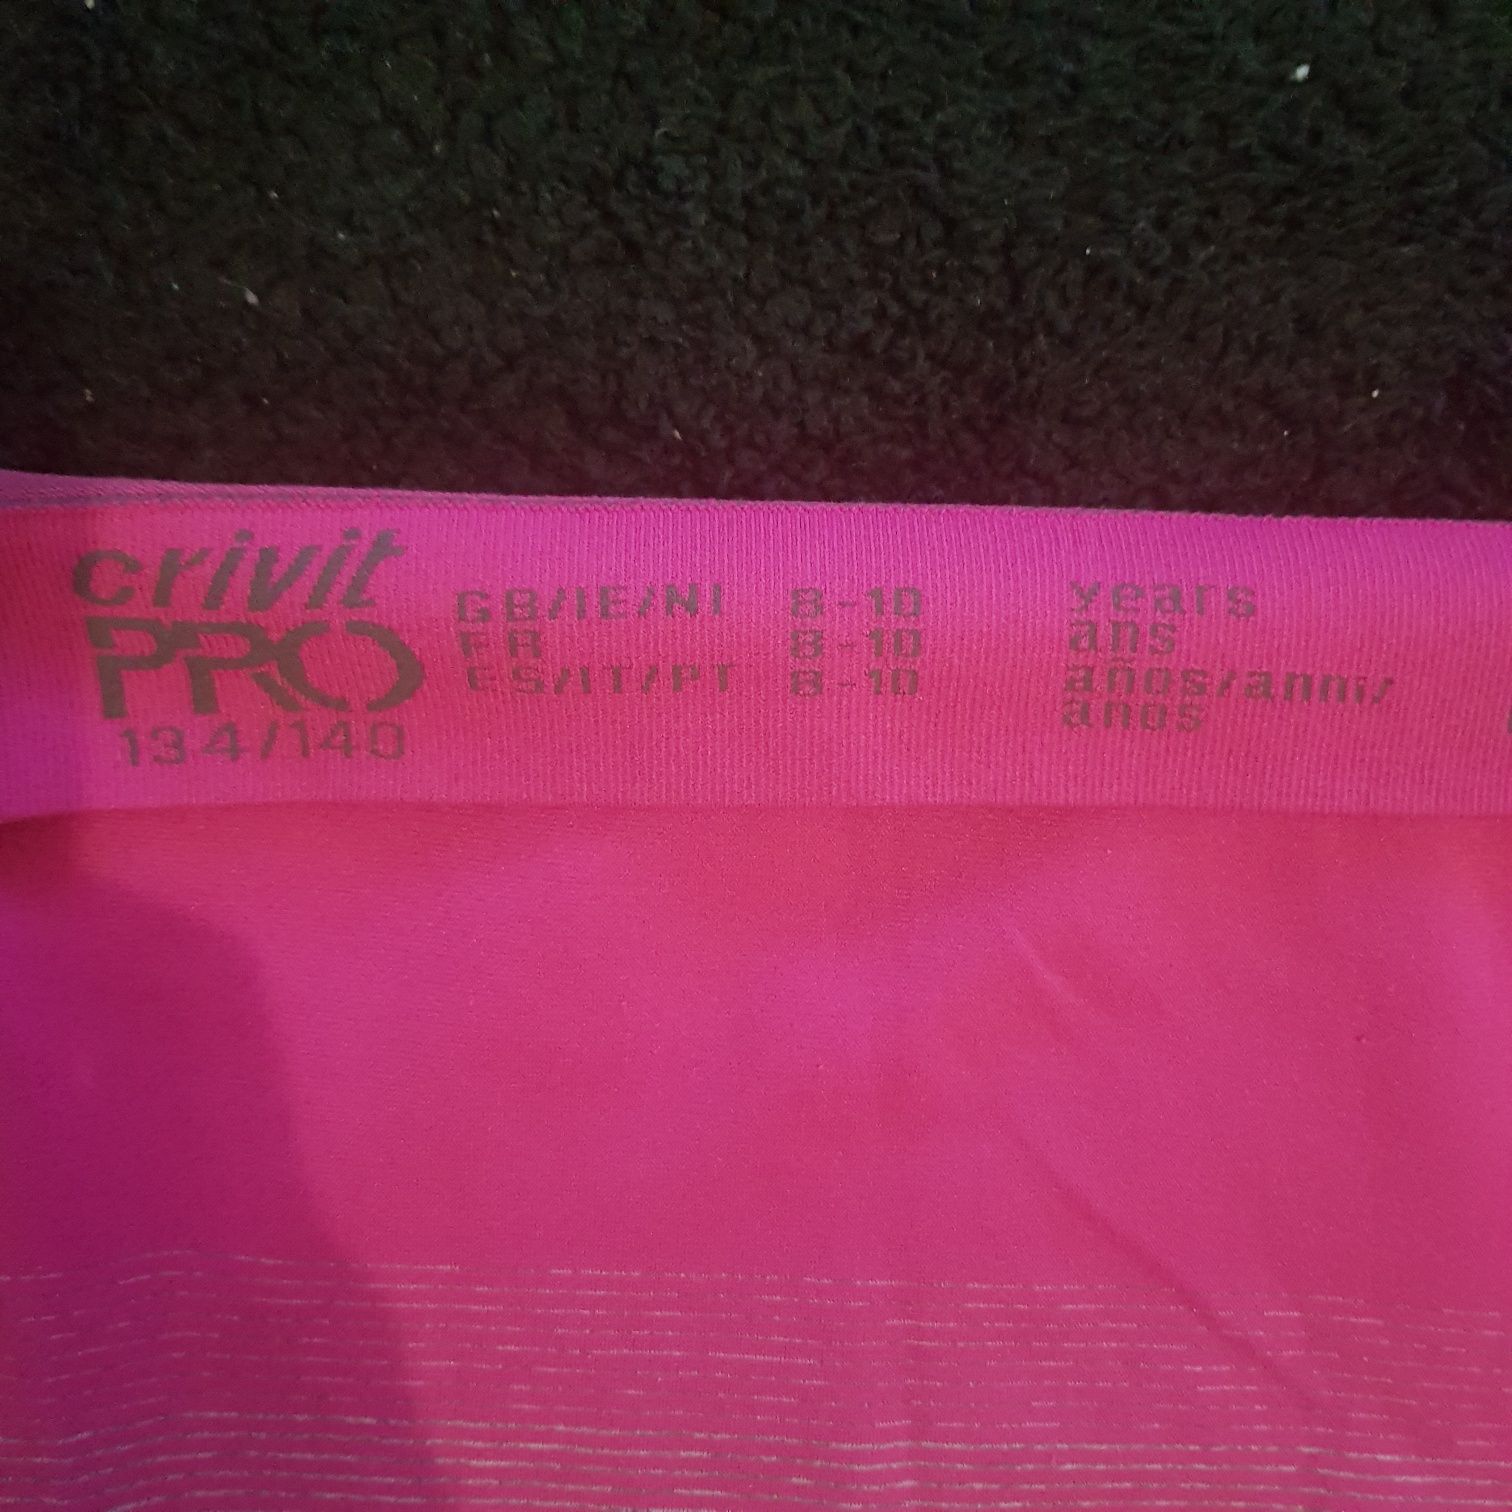 crivit
PRO
134/140
GB/IE/NI 8-10 years
FR 8-10 ans
ES/IT/PT 8-10 años/anni/
anos